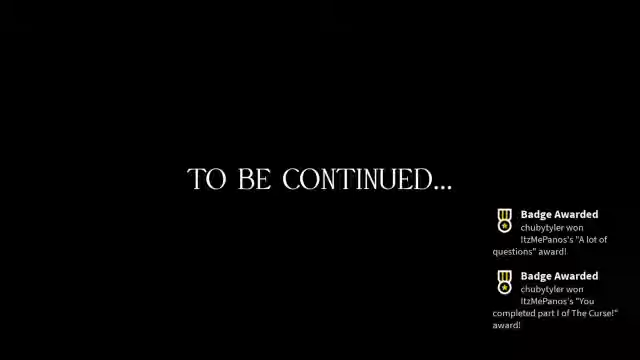 TO BE CONTINUED...
Badge Awarded
chubytyler won
ItzMePanos's "A lot of
questions" award!
Badge Awarded
chubytyler won
ItzMePanos's "You
completed part I of The Curse!"
award!